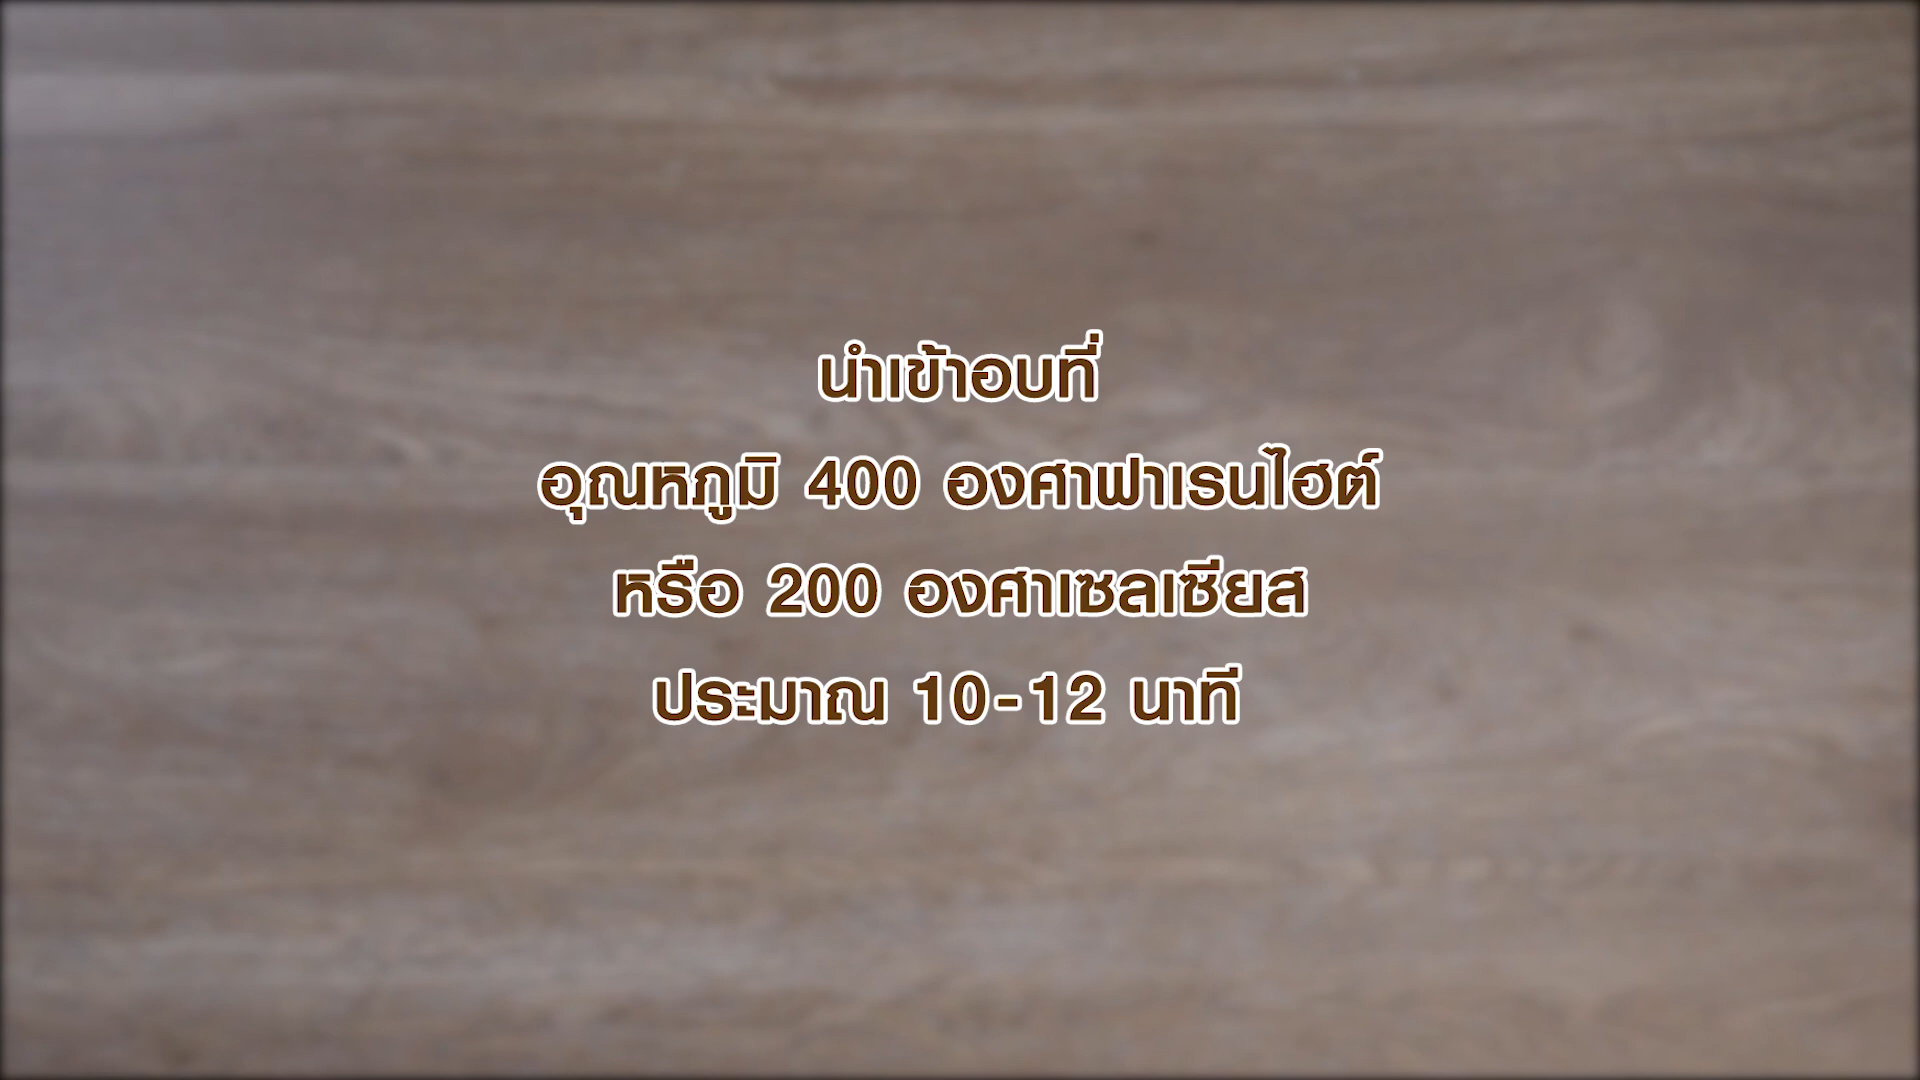 นำเข้าอบที่
อุณหภูมิ 400 องศาฟาเรนไฮต์
หรือ 200 องศาเซลเซียส
ประมาณ 10-12 นาที